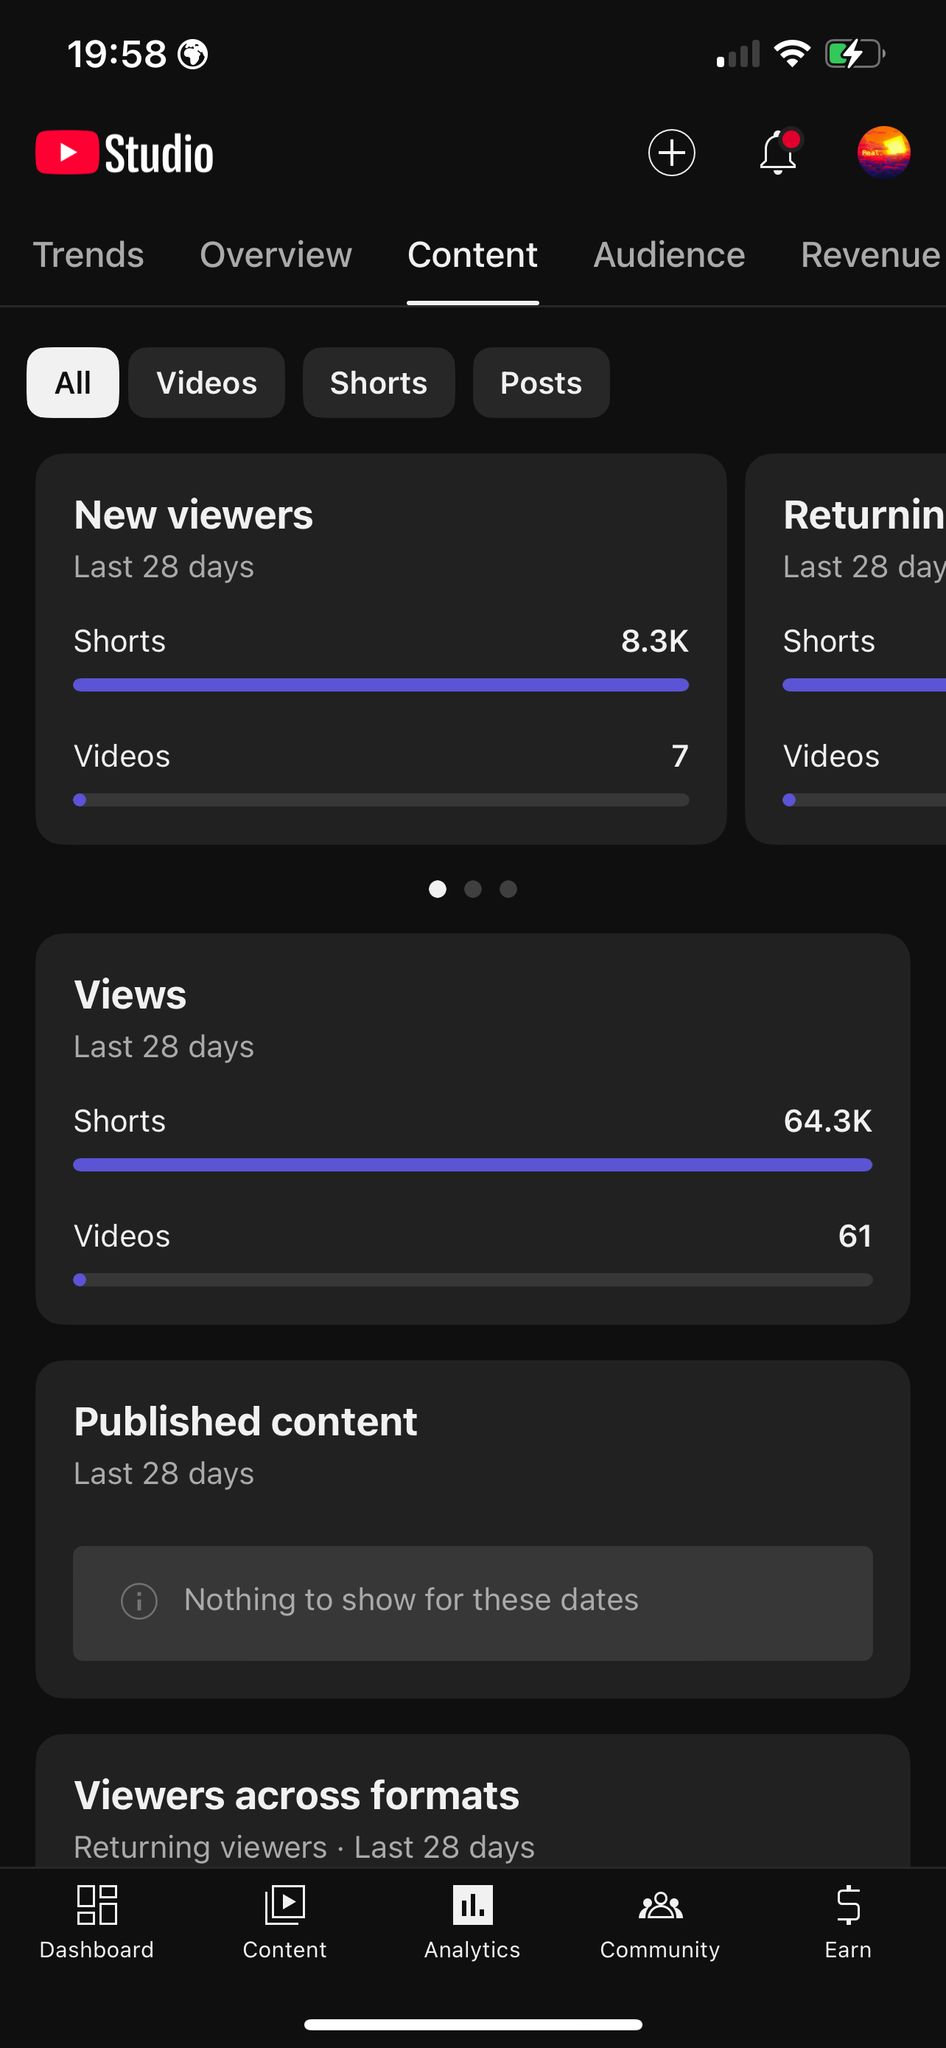 19:58
Studio
Trends Overview Content Audience Revenue
All Videos Shorts Posts
New viewers
Last 28 days
Shorts 8.3K
Videos 7
Returnin
Last 28 day
Shorts
Videos
Views
Last 28 days
Shorts 64.3K
Videos 61
Published content
Last 28 days
Nothing to show for these dates
Viewers across formats
Returning viewers · Last 28 days
Dashboard Content Analytics Community Earn